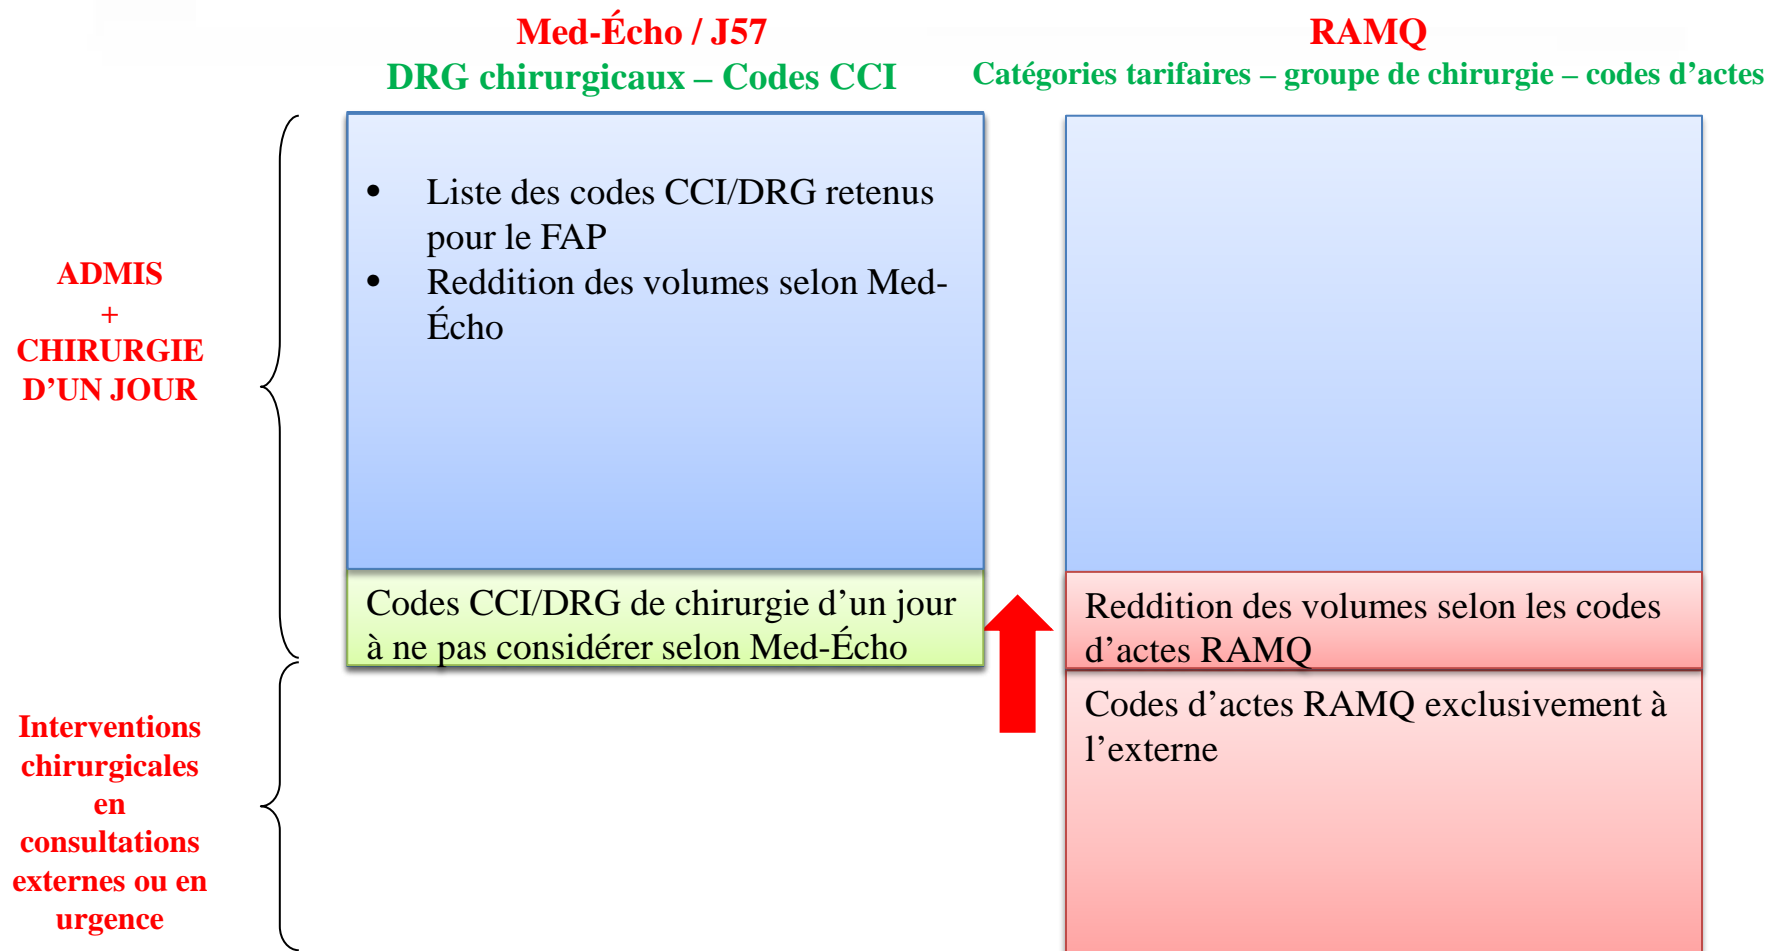 Med-Écho / J57
DRG chirurgicaux – Codes CCI
RAMQ
Catégories tarifaires – groupe de chirurgie – codes d’actes
ADMIS
+
CHIRURGIE
D’UN JOUR
• Liste des codes CCI/DRG retenus
pour le FAP
• Reddition des volumes selon Med-
Écho
Codes CCI/DRG de chirurgie d’un jour
à ne pas considérer selon Med-Écho
Reddition des volumes selon les codes
d’actes RAMQ
Interventions
chirurgicales
en
consultations
externes ou en
urgence
Codes d’actes RAMQ exclusivement à
l’externe